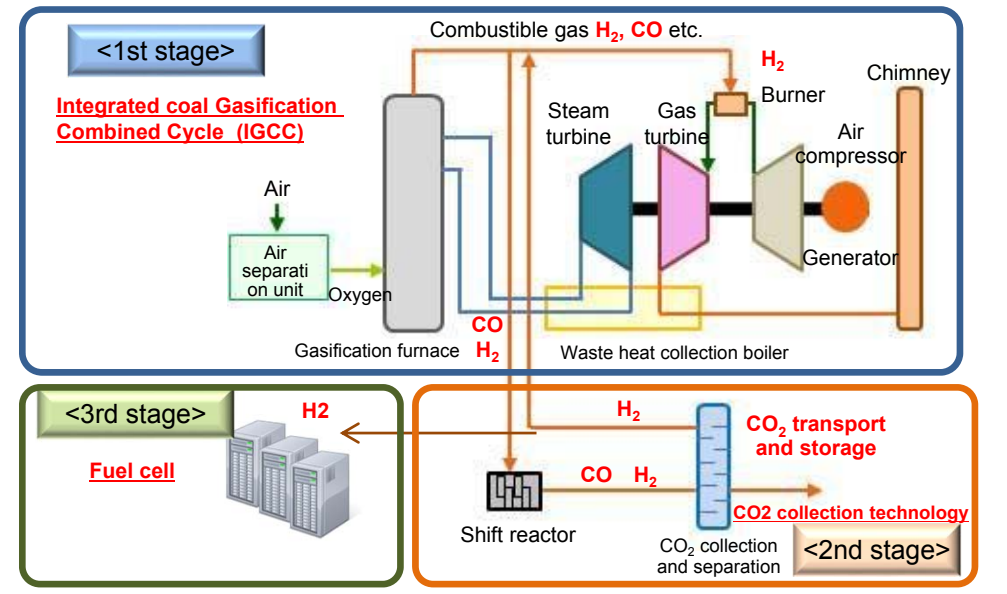 <1st stage>
Integrated coal Gasification
Combined Cycle (IGCC)
Combustible gas H₂, CO etc.
H₂
Burner
Chimney
Steam
turbine
Gas
turbine
Air
compressor
Generator
Air
Air
separati
on unit
Oxygen
Gasification furnace
CO
H₂
Waste heat collection boiler
<3rd stage>
H2
Fuel cell
H₂
CO₂ transport
and storage
CO H₂
Shift reactor
CO2 collection technology
CO₂ collection
and separation
<2nd stage>